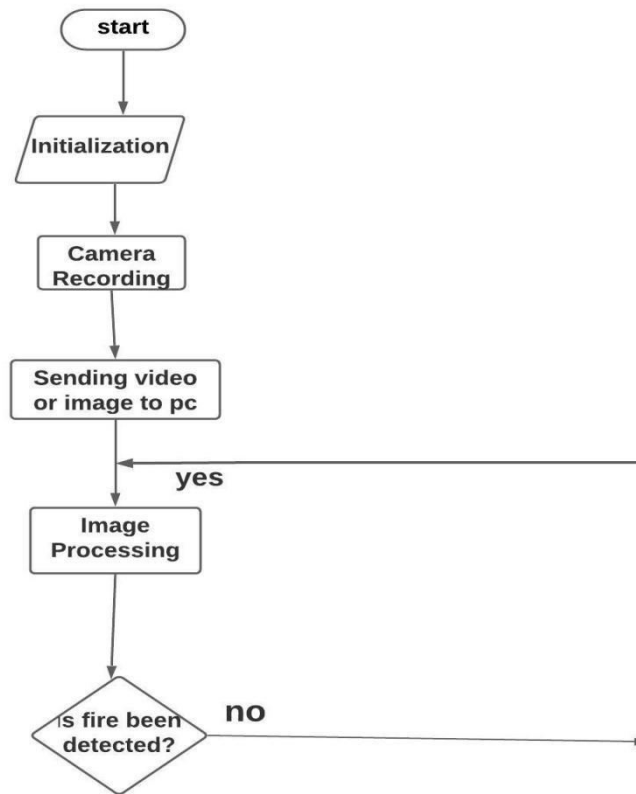 start
Initialization
Camera
Recording
Sending video
or image to pc
yes
Image
Processing
no
Is fire been
detected?